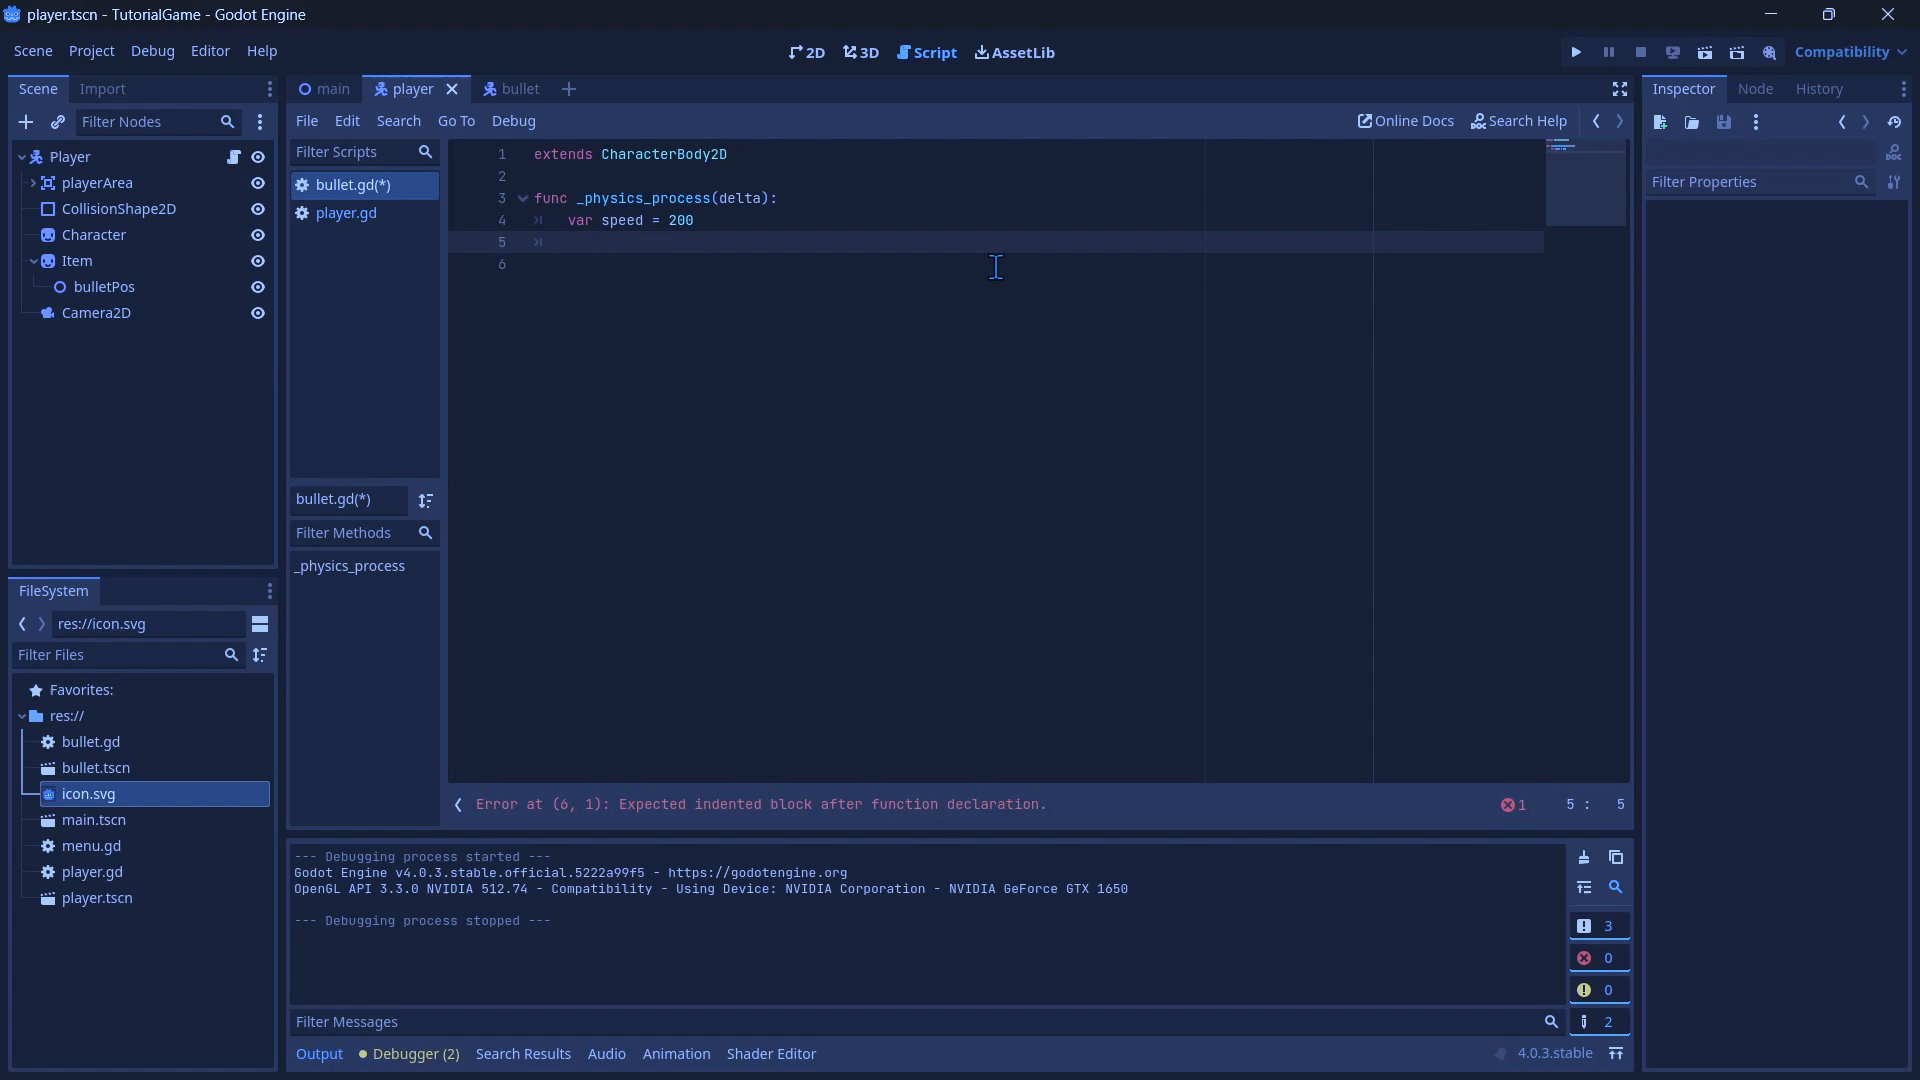 player.tscn - TutorialGame - Godot Engine
Scene Project Debug Editor Help
2D 3D Script AssetLib
Compatibility
Scene Import
Filter Nodes
Player
playerArea
CollisionShape2D
Character
Item
bulletPos
Camera2D
FileSystem
res://icon.svg
Filter Files
Favorites:
res://
bullet.gd
bullet.tscn
icon.svg
main.tscn
menu.gd
player.gd
player.tscn
main player bullet
File Edit Search Go To Debug
Online Docs Search Help
Filter Scripts
bullet.gd(*)
player.gd
bullet.gd(*)
Filter Methods
_physics_process
1 extends CharacterBody2D
2
3 func _physics_process(delta):
4 var speed = 200
5
6
Error at (6, 1): Expected indented block after function declaration.
1 5 : 5
--- Debugging process started ---
Godot Engine v4.0.3.stable.official.5222a99f5 - https://godotengine.org
OpenGL API 3.3.0 NVIDIA 512.74 - Compatibility - Using Device: NVIDIA Corporation - NVIDIA GeForce GTX 1650
--- Debugging process stopped ---
3
0
0
2
Filter Messages
Output Debugger (2) Search Results Audio Animation Shader Editor
4.0.3.stable
Inspector Node History
DOC
Filter Properties